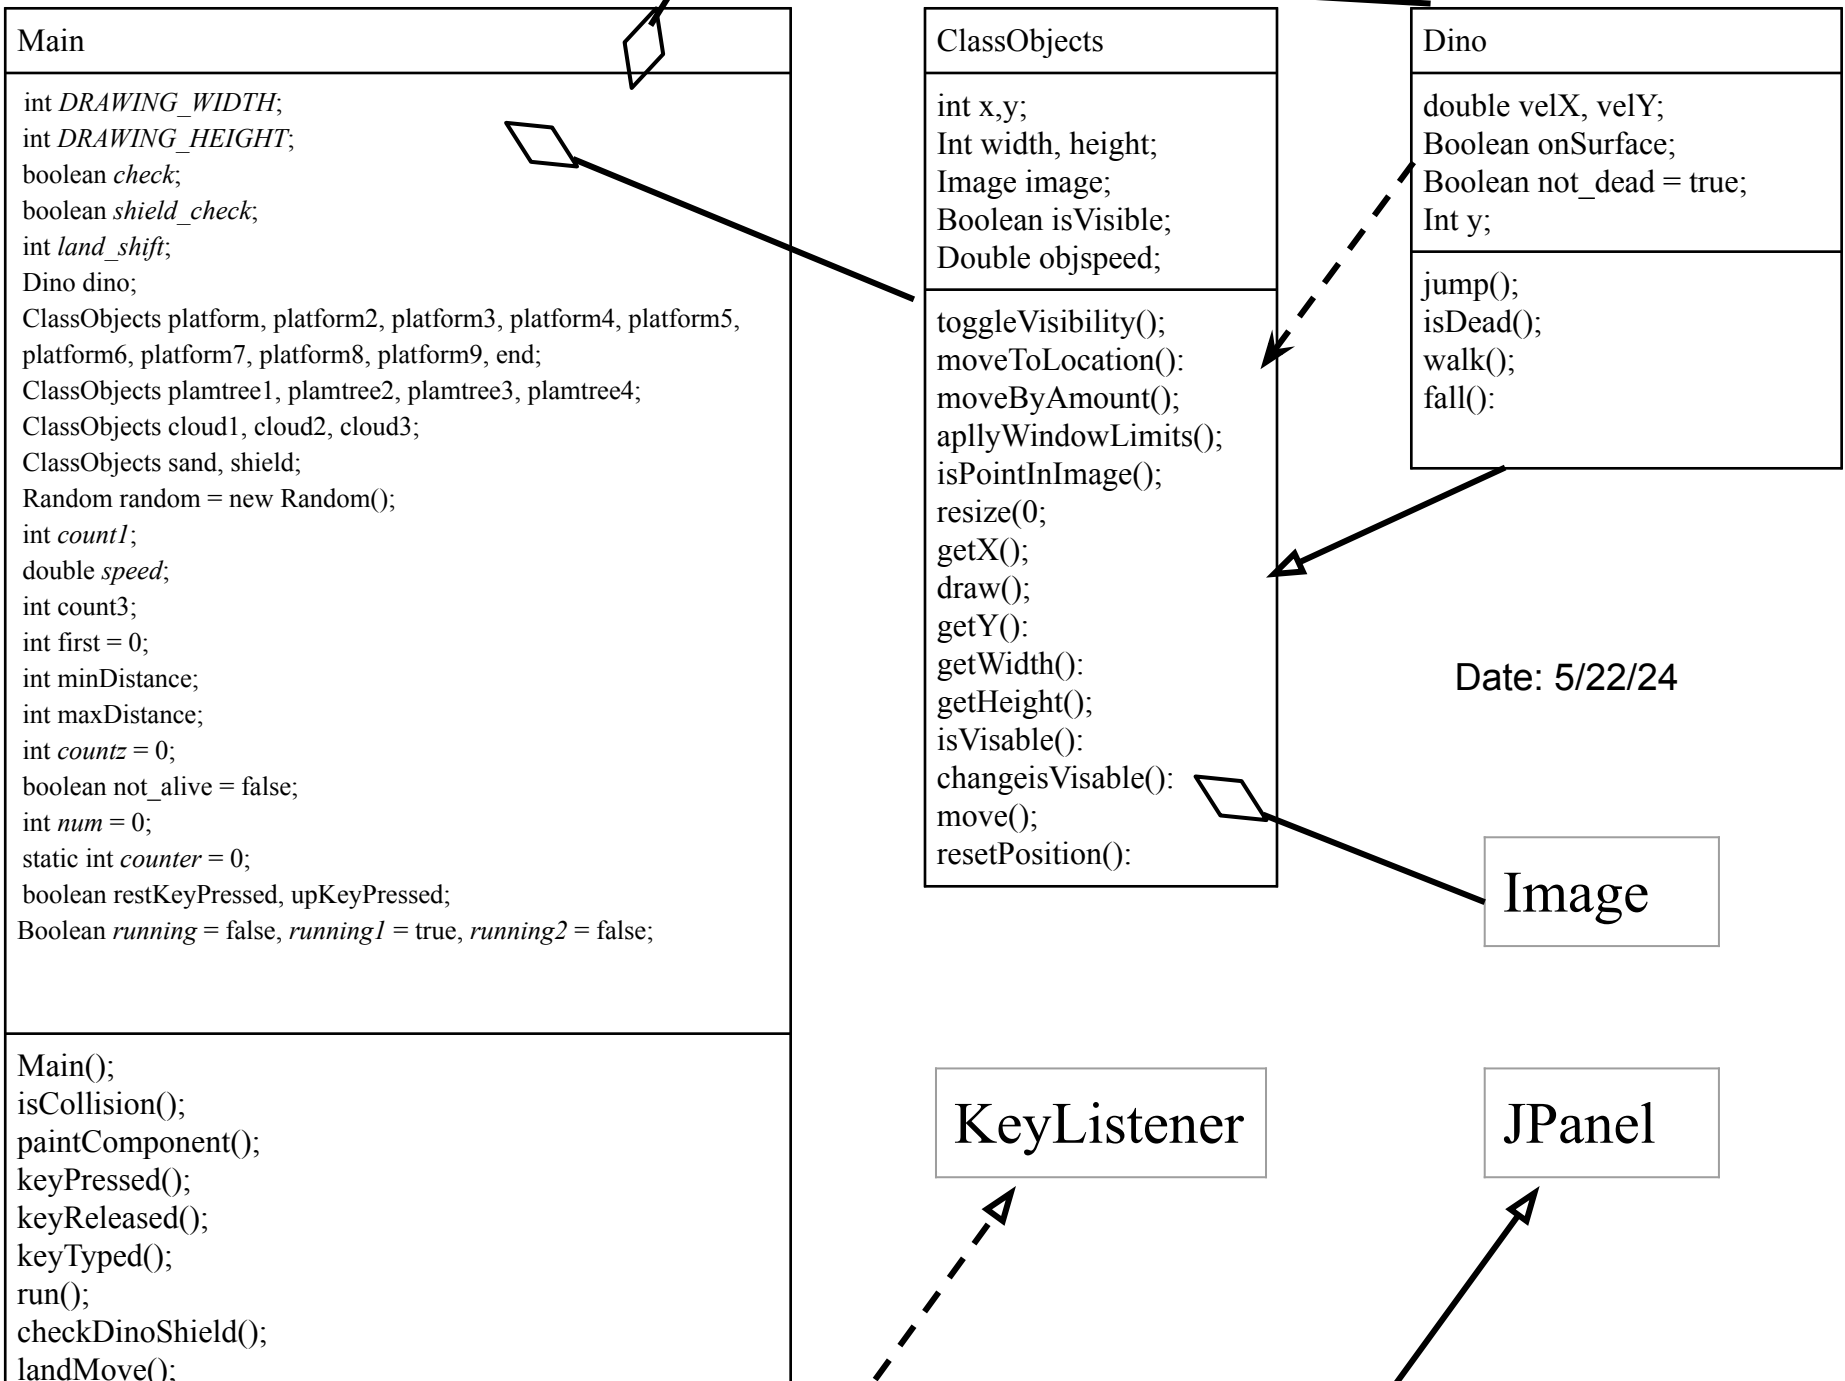 Main
int DRAWING_WIDTH;
int DRAWING_HEIGHT;
boolean check;
boolean shield_check;
int land_shift;
Dino dino;
ClassObjects platform, platform2, platform3, platform4, platform5,
platform6, platform7, platform8, platform9, end;
ClassObjects plamtree1, plamtree2, plamtree3, plamtree4;
ClassObjects cloud1, cloud2, cloud3;
ClassObjects sand, shield;
Random random = new Random();
int count1;
double speed;
int count3;
int first = 0;
int minDistance;
int maxDistance;
int countz = 0;
boolean not_alive = false;
int num = 0;
static int counter = 0;
boolean restKeyPressed, upKeyPressed;
Boolean running = false, running1 = true, running2 = false;
Main();
isCollision();
paintComponent();
keyPressed();
keyReleased();
keyTyped();
run();
checkDinoShield();
landMove();
ClassObjects
int x,y;
Int width, height;
Image image;
Boolean isVisible;
Double objspeed;
toggleVisibility();
moveToLocation():
moveByAmount();
apllyWindowLimits();
isPointInImage();
resize(0;
getX();
draw();
getY():
getWidth():
getHeight();
isVisable():
changeisVisable():
move();
resetPosition():
Dino
double velX, velY;
Boolean onSurface;
Boolean not_dead = true;
Int y;
jump();
isDead();
walk();
fall():
Date: 5/22/24
Image
KeyListener
JPanel